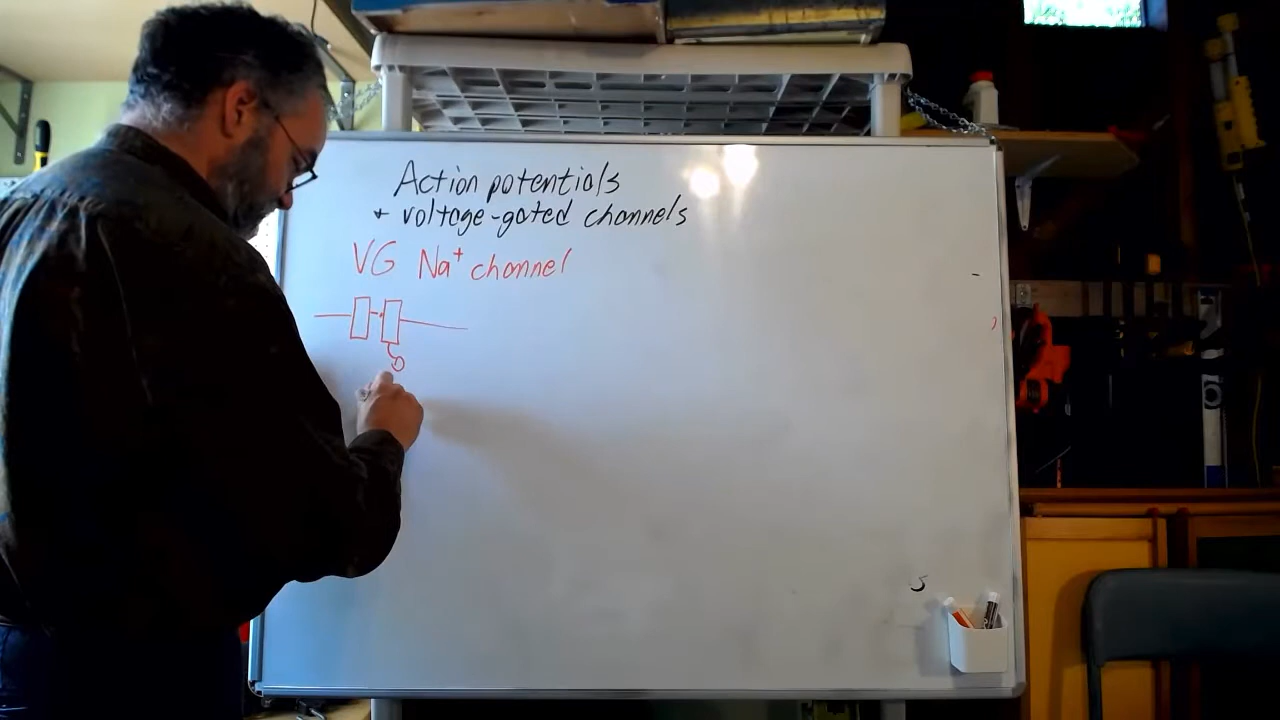 Action potentials
+ voltage-gated channels
VG Na⁺ channel